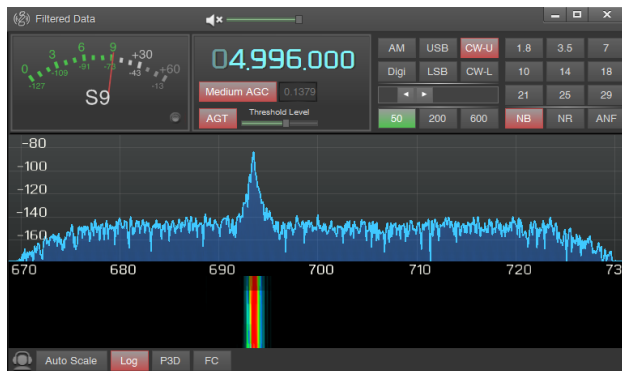 Filtered Data
0 3 6 9 +30 +60
-127 -109 -91 -73 -43 -13
S9
04.996.000
Medium AGC 0.1379
AGT Threshold Level
AM USB CW-U 1.8 3.5 7
Digi LSB CW-L 10 14 18
21 25 29
50 200 600 NB NR ANF
-80
-100
-120
-140
-160
670 680 690 700 710 720 73
Auto Scale Log P3D FC